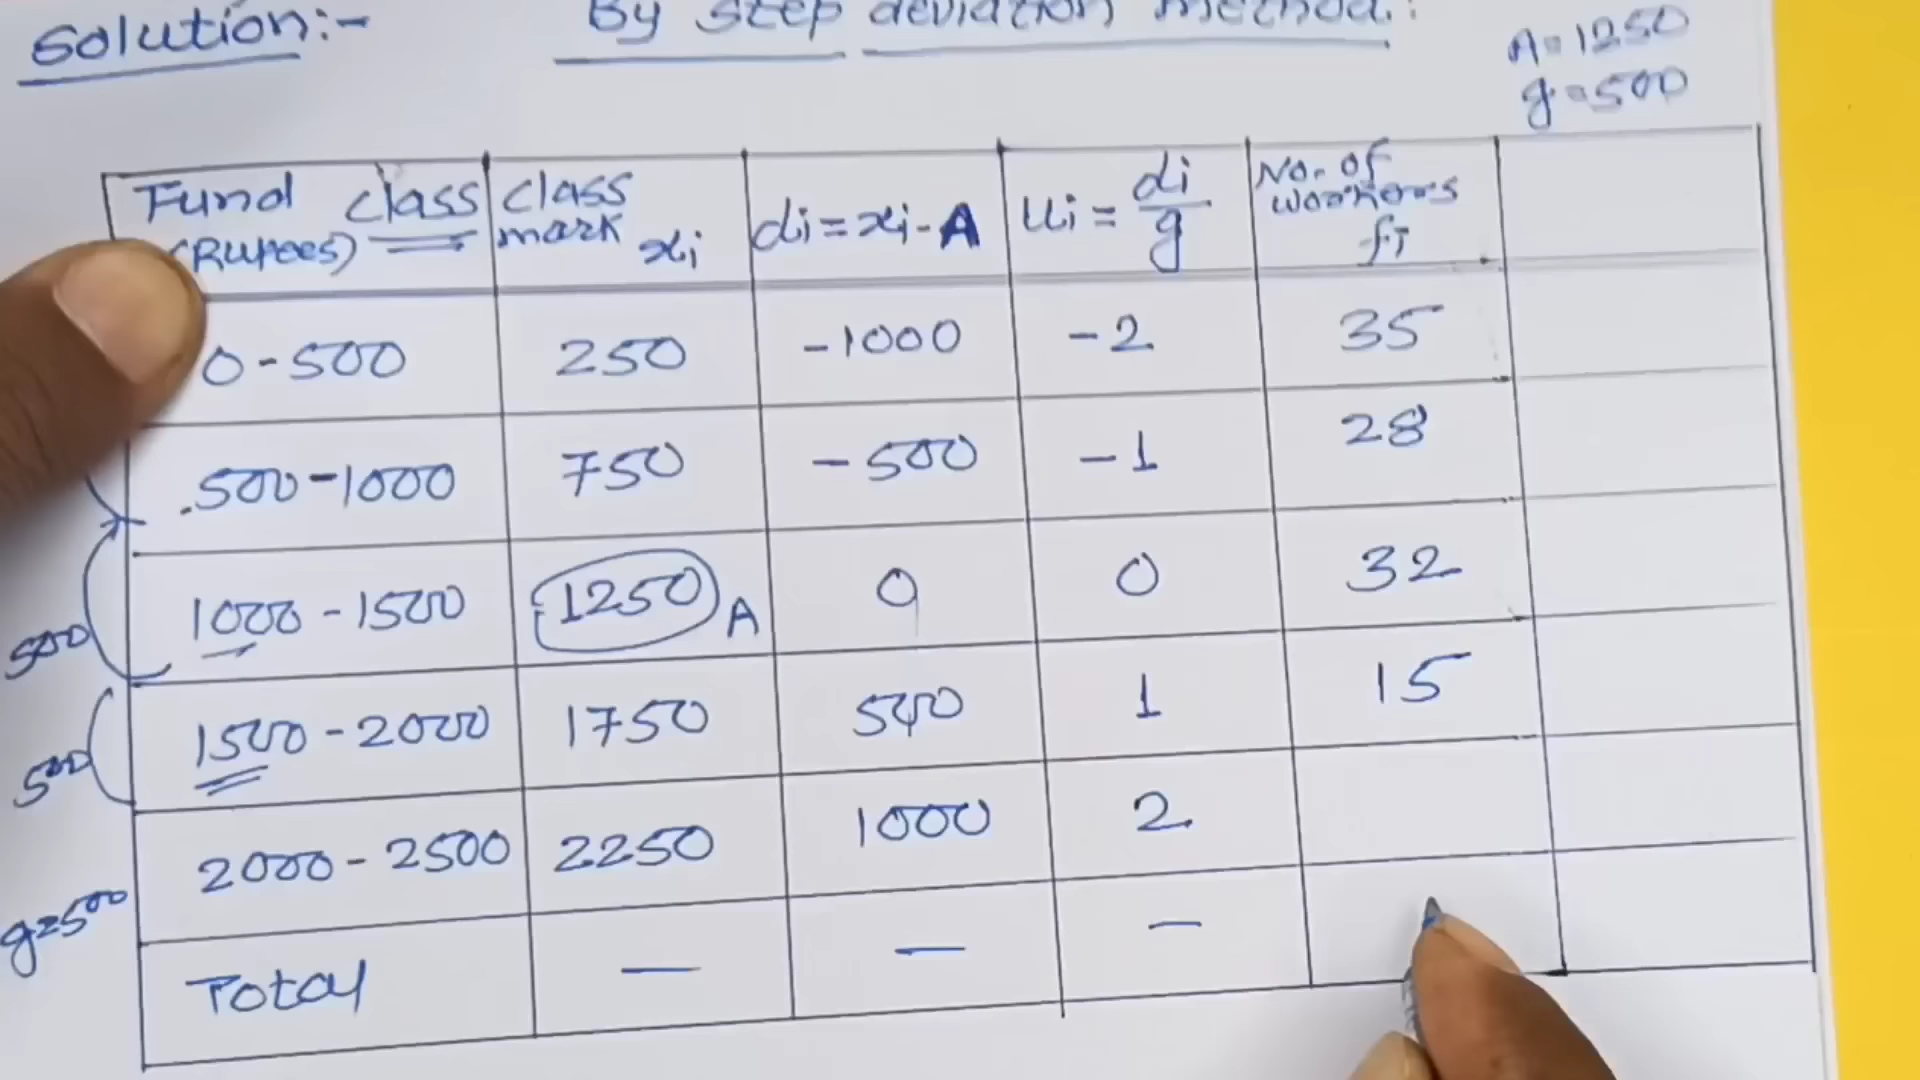 Solution:-
By step deviation method.:
A=1250
g=500
Fund class
(Rupees)
class
mark xi
di=xi-A
ui = di/g
No. of
workers
fi
0-500 250 -1000 -2 35
500-1000 750 -500 -1 28
1000-1500 1250 A 0 0 32
500
1500-2000 1750 500 1 15
500
2000-2500 2250 1000 2
g=500
Total — — —